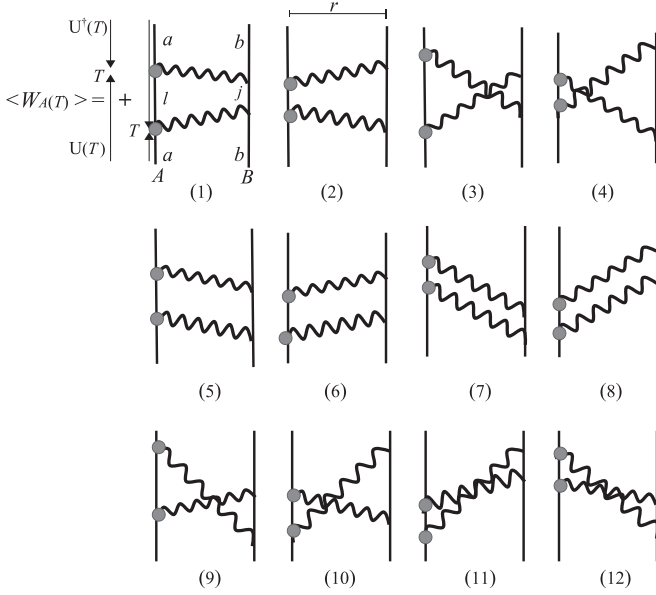 U†(T)
a b
r
T
<W_A(T)> = +
l j
T
U(T)
a b
A B
(1) (2) (3) (4)
(5) (6) (7) (8)
(9) (10) (11) (12)